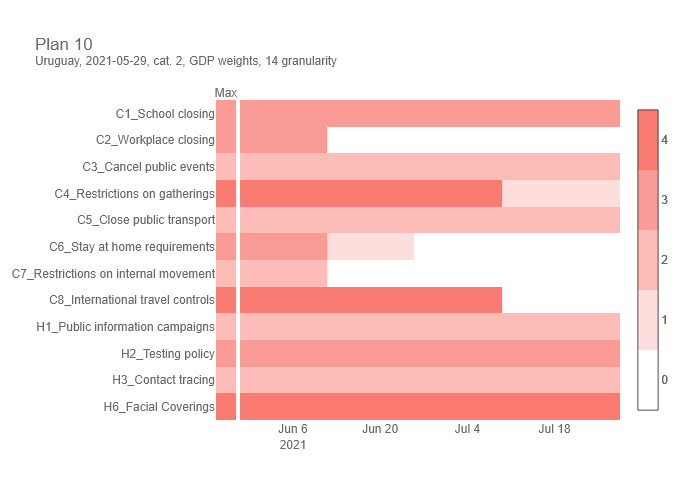 Plan 10
Uruguay, 2021-05-29, cat. 2, GDP weights, 14 granularity
Max
C1_School closing
C2_Workplace closing
C3_Cancel public events
C4_Restrictions on gatherings
C5_Close public transport
C6_Stay at home requirements
C7_Restrictions on internal movement
C8_International travel controls
H1_Public information campaigns
H2_Testing policy
H3_Contact tracing
H6_Facial Coverings
Jun 6
2021
Jun 20
Jul 4
Jul 18
4
3
2
1
0